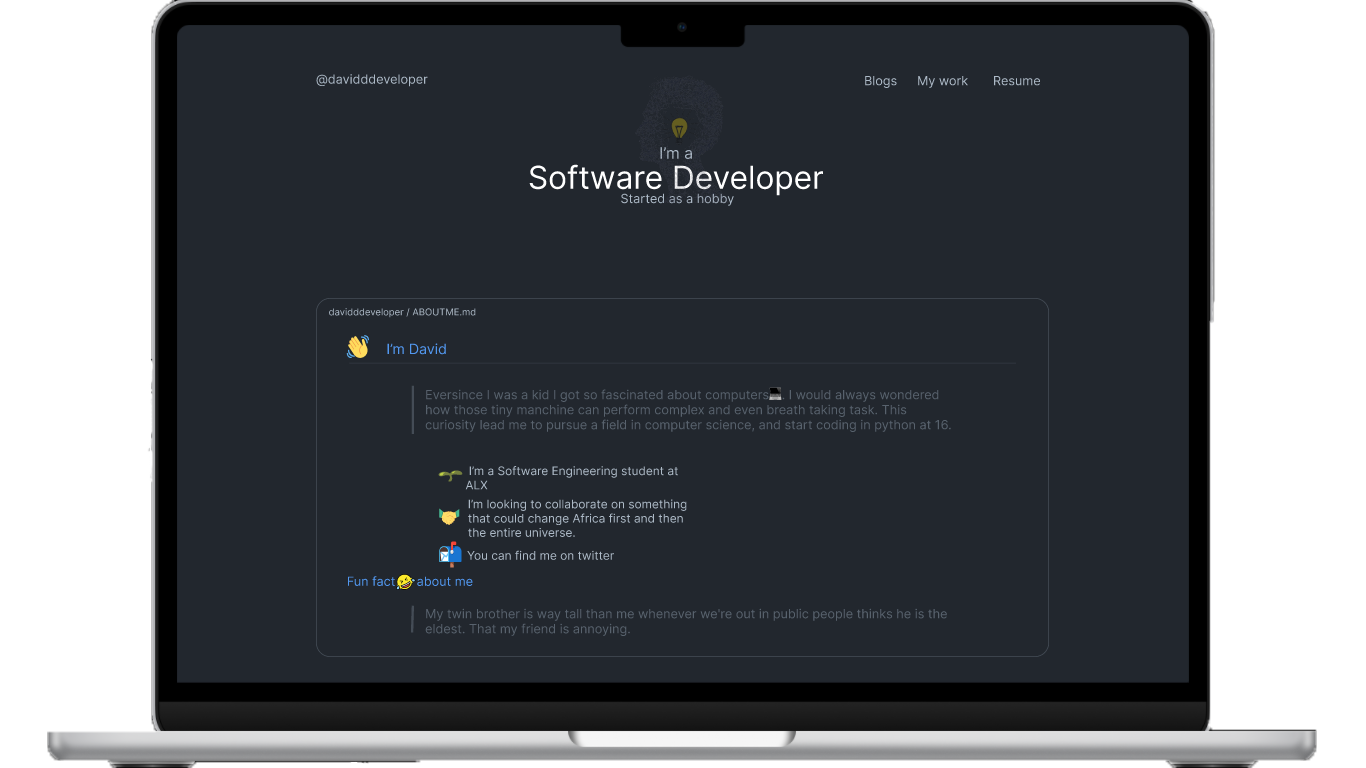 @davidddeveloper
Blogs My work Resume
I'm a
Software Developer
Started as a hobby
davidddeveloper / ABOUTME.md
I'm David
Eversince I was a kid I got so fascinated about computers. I would always wondered
how those tiny manchine can perform complex and even breath taking task. This
curiosity lead me to pursue a field in computer science, and start coding in python at 16.
I'm a Software Engineering student at
ALX
I'm looking to collaborate on something
that could change Africa first and then
the entire universe.
You can find me on twitter
Fun fact about me
My twin brother is way tall than me whenever we're out in public people thinks he is the
eldest. That my friend is annoying.